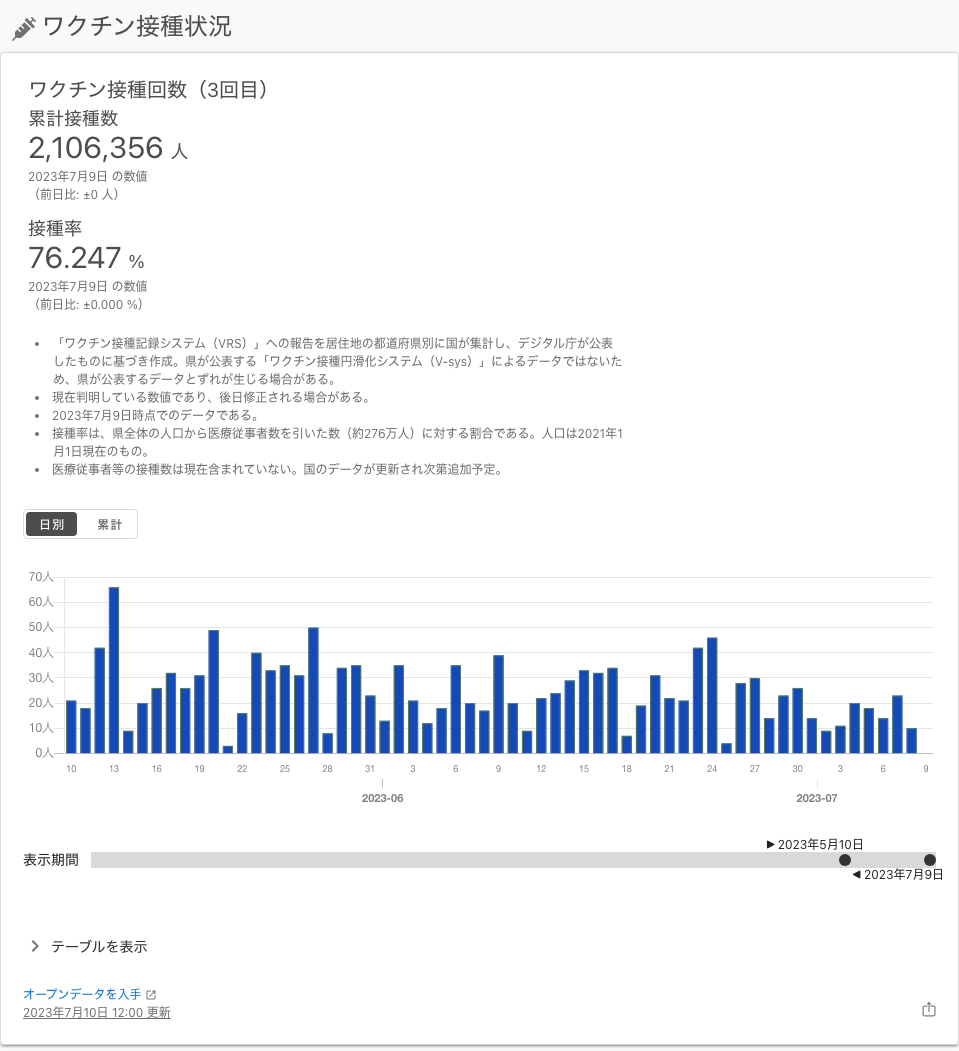 ワクチン接種状況
ワクチン接種回数（3回目）
累計接種数
2,106,356 人
2023年7月9日 の数値
（前日比: ±0 人）
接種率
76.247 %
2023年7月9日 の数値
（前日比: ±0.000 %）
• 「ワクチン接種記録システム（VRS）」への報告を居住地の都道府県別に国が集計し、デジタル庁が公表
したものに基づき作成。県が公表する「ワクチン接種円滑化システム（V-sys）」によるデータではないた
め、県が公表するデータとずれが生じる場合がある。
• 現在判明している数値であり、後日修正される場合がある。
• 2023年7月9日時点でのデータである。
• 接種率は、県全体の人口から医療従事者数を引いた数（約276万人）に対する割合である。人口は2021年1
月1日現在のもの。
• 医療従事者等の接種数は現在含まれていない。国のデータが更新され次第追加予定。
日別 累計
70人
60人
50人
40人
30人
20人
10人
0人
10 13 16 19 22 25 28 31 3 6 9 12 15 18 21 24 27 30 3 6 9
2023-06 2023-07
▶ 2023年5月10日
表示期間
◀ 2023年7月9日
テーブルを表示
オープンデータを入手
2023年7月10日 12:00 更新